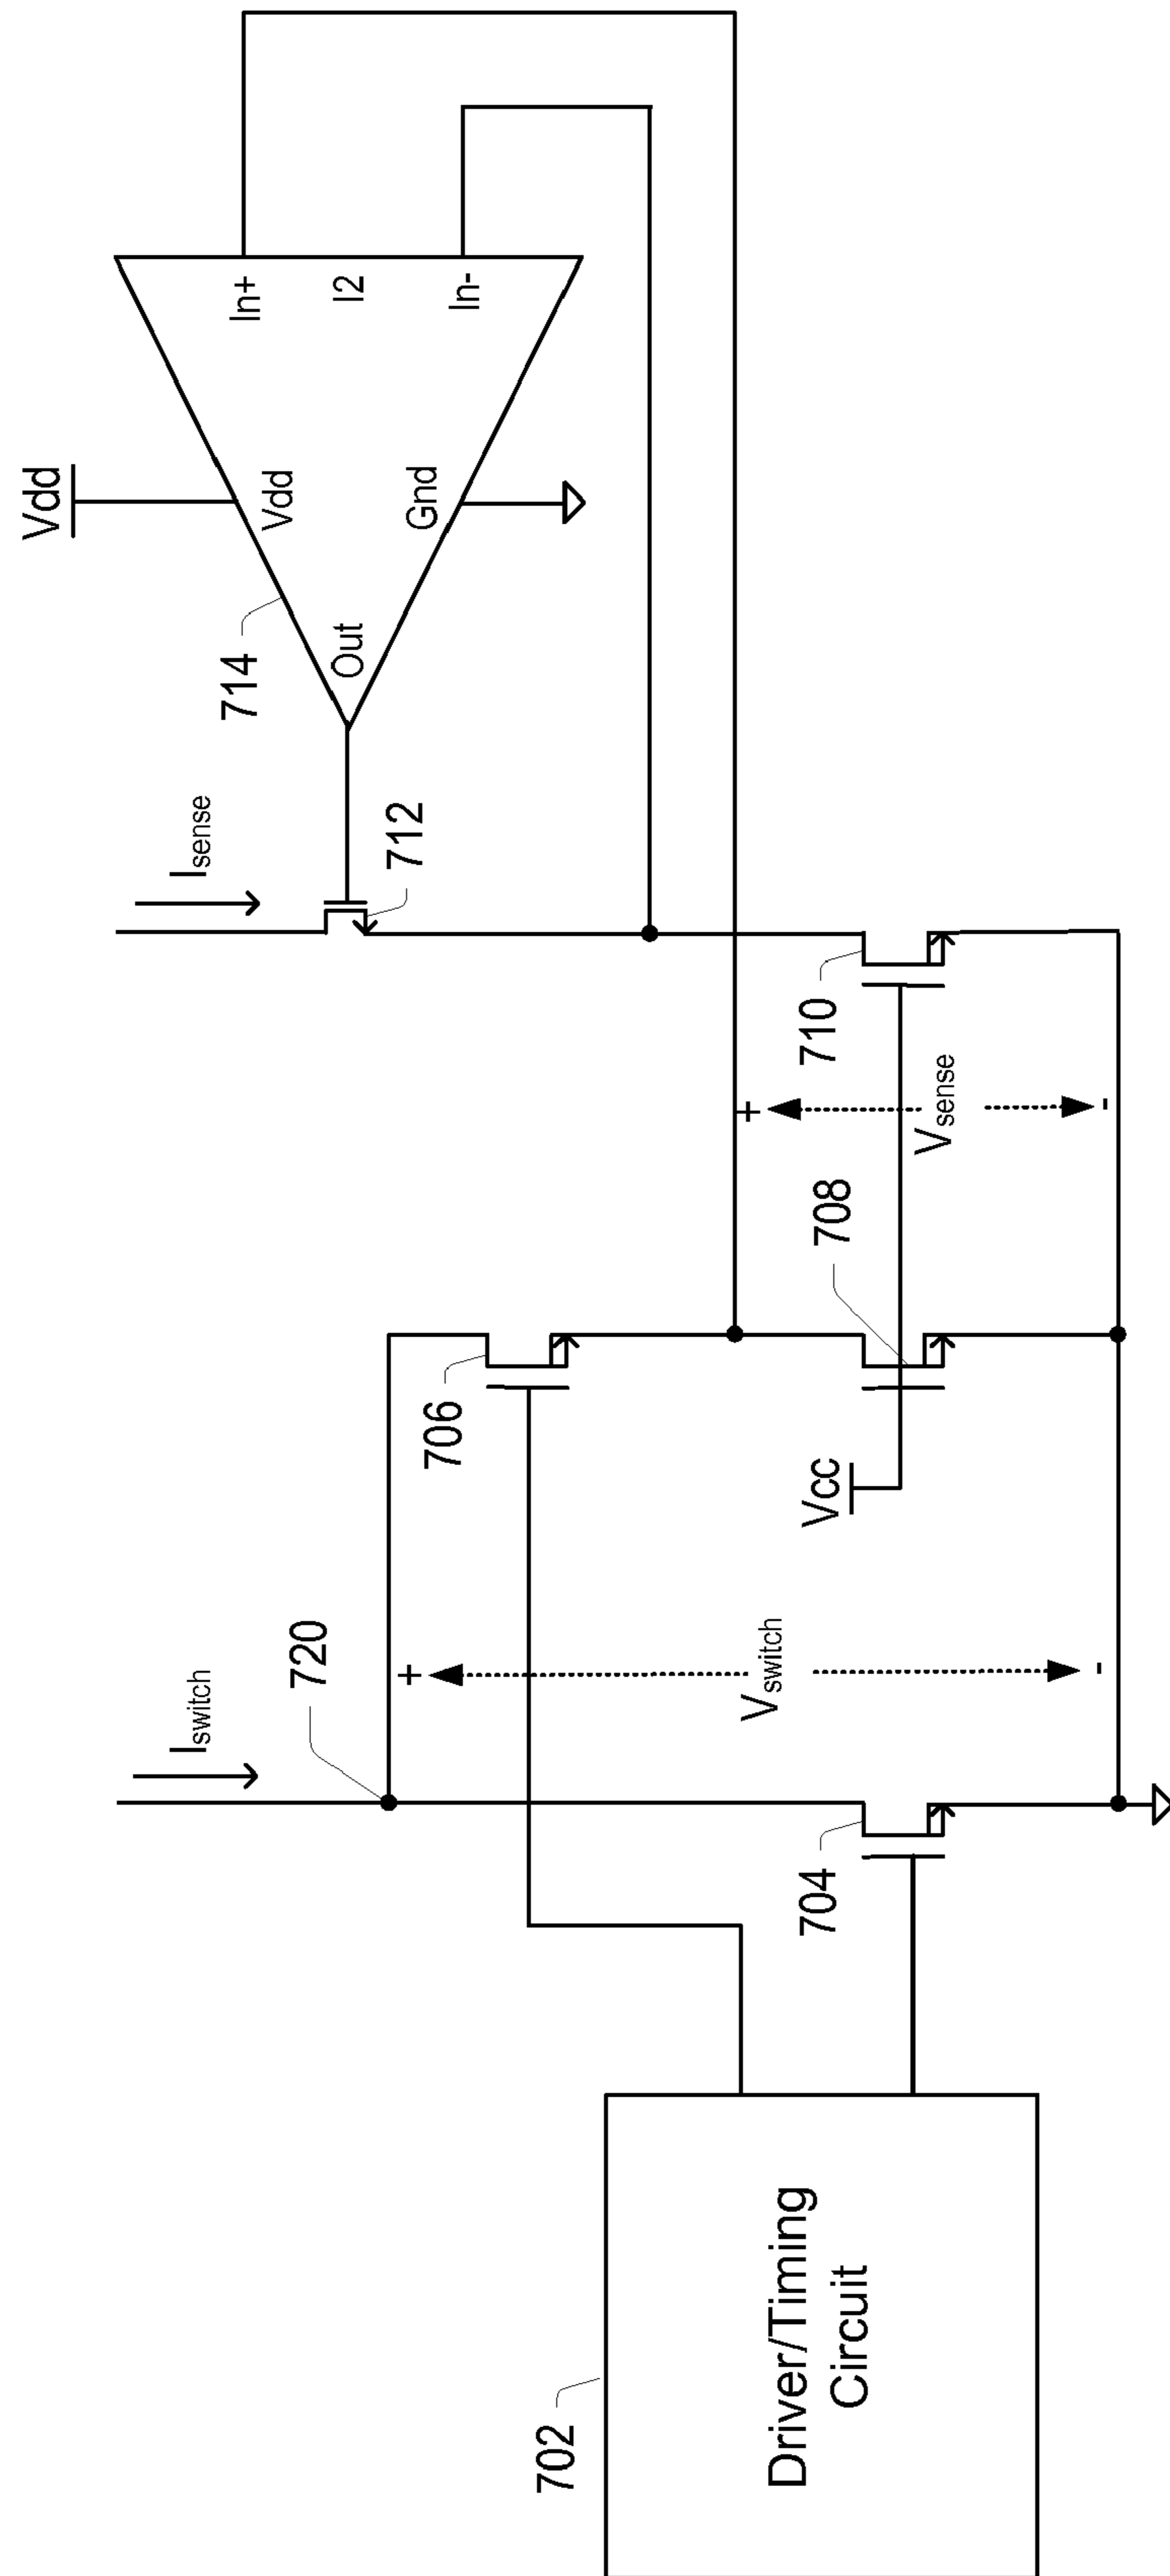 Driver/Timing
Circuit
702
704
720
Iswitch
Vswitch
+
-
706
Vcc
708
Vsense
+
-
710
712
Isense
714
Vdd
Vdd
Out
Gnd
In+
I2
In-